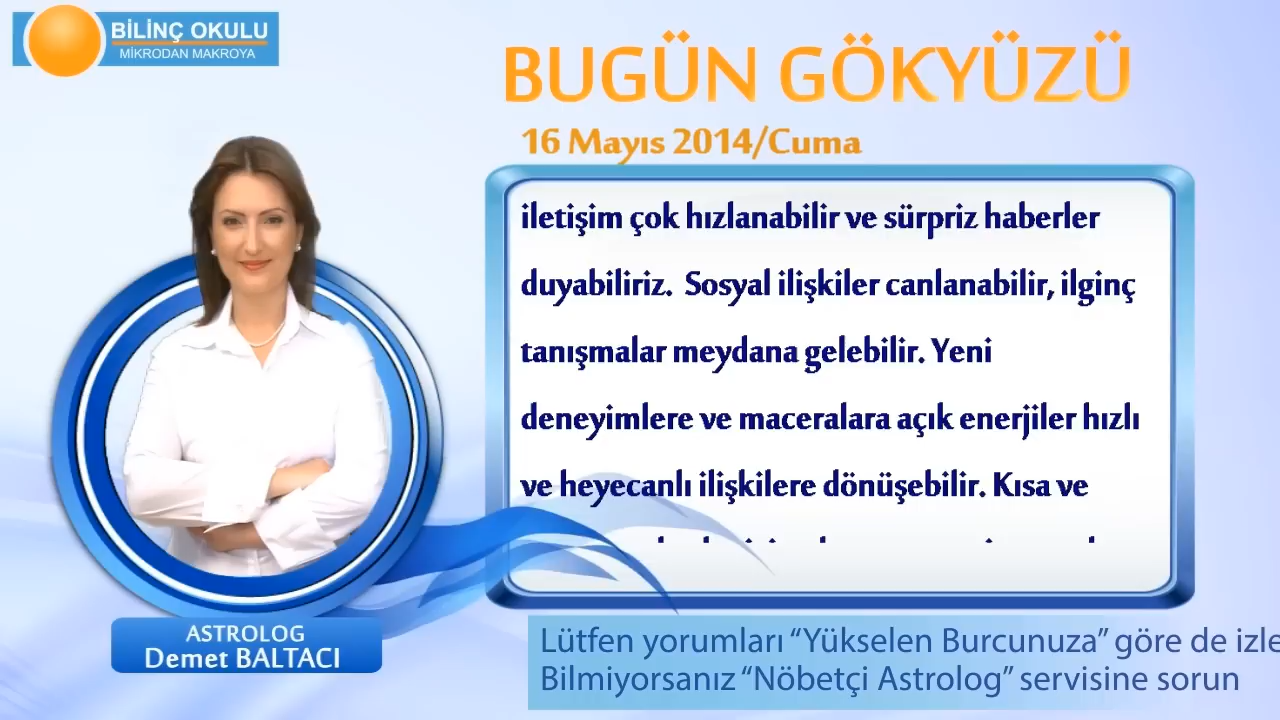 BİLİNÇ OKULU
MİKRODAN MAKROYA
BUGÜN GÖKYÜZÜ
16 Mayıs 2014/Cuma
iletişim çok hızlanabilir ve sürpriz haberler
duyabiliriz. Sosyal ilişkiler canlanabilir, ilginç
tanışmalar meydana gelebilir. Yeni
deneyimlere ve maceralara açık enerjiler hızlı
ve heyecanlı ilişkilere dönüşebilir. Kısa ve
ASTROLOG
Demet BALTACI
Lütfen yorumları “Yükselen Burcunuza” göre de izle
Bilmiyorsanız “Nöbetçi Astrolog” servisine sorun